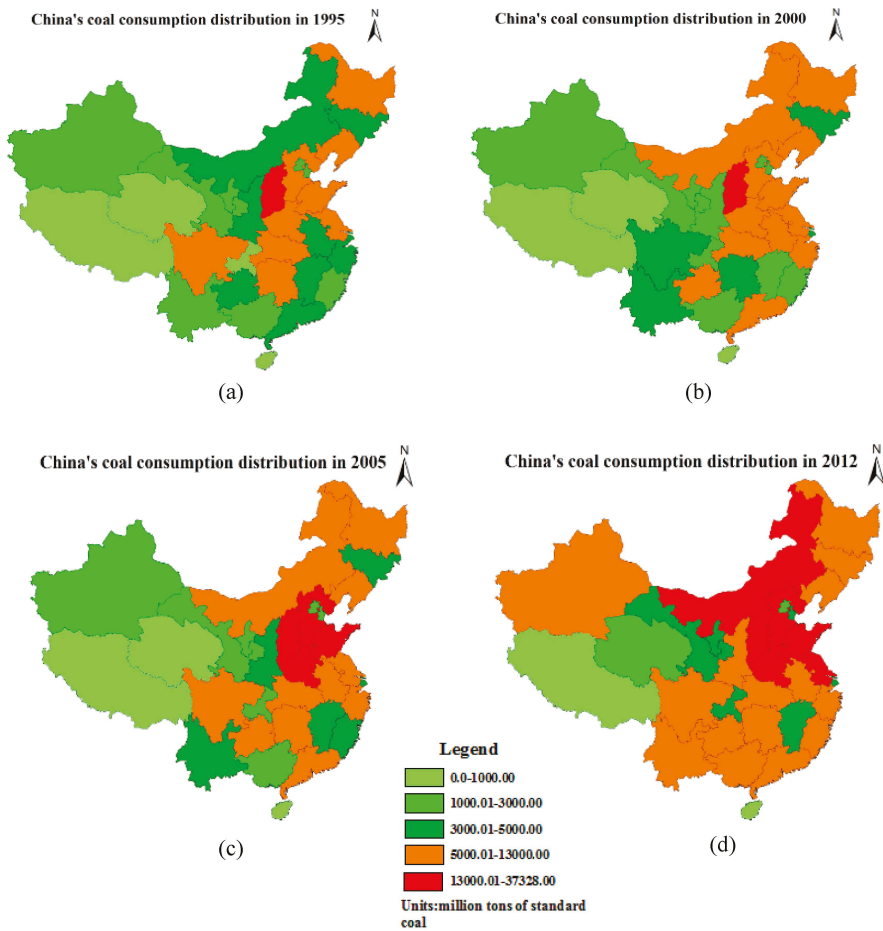 China's coal consumption distribution in 1995
N
China's coal consumption distribution in 2000
N
(a)
(b)
China's coal consumption distribution in 2005
N
China's coal consumption distribution in 2012
N
Legend
0.0-1000.00
1000.01-3000.00
3000.01-5000.00
5000.01-13000.00
13000.01-37328.00
Units:million tons of standard
coal
(c)
(d)